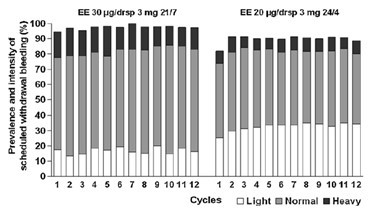 EE 30 µg/drsp 3 mg 21/7
EE 20 µg/drsp 3 mg 24/4
Prevalence and intensity of
scheduled withdrawal bleeding (%)
100
90
80
70
60
50
40
30
20
10
0
1 2 3 4 5 6 7 8 9 10 11 12
1 2 3 4 5 6 7 8 9 10 11 12
Cycles
Light Normal Heavy